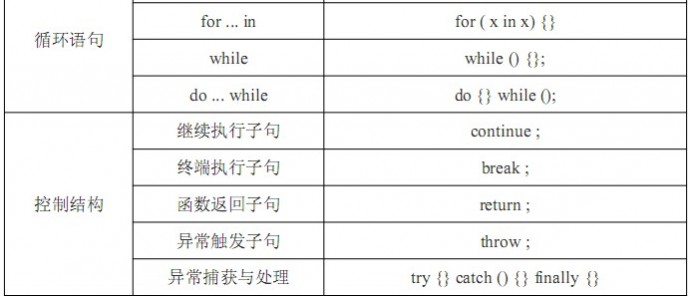 循环语句
for ... in
for ( x in x) {}
while
while () {};
do ... while
do {} while ();
控制结构
继续执行子句
continue ;
终端执行子句
break ;
函数返回子句
return ;
异常触发子句
throw ;
异常捕获与处理
try {} catch () {} finally {}